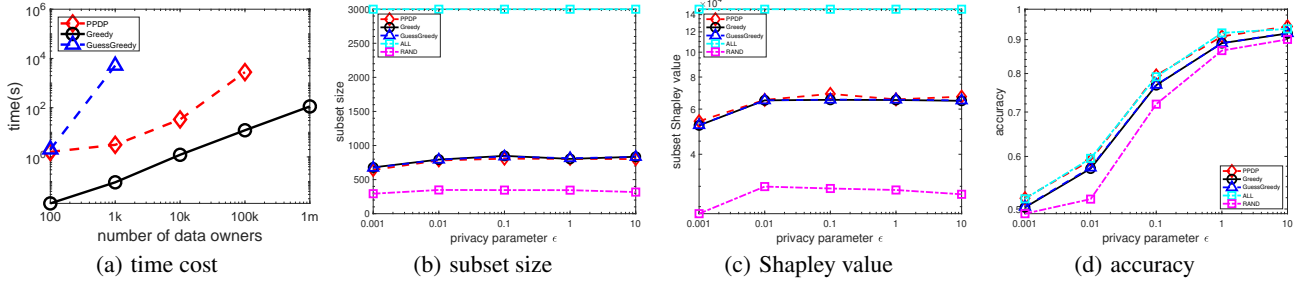 10^6
10^4
10^2
10^0
time(s)
PPDP
Greedy
GuessGreedy
100
1k
10k
100k
1m
number of data owners
(a) time cost
3000
2500
2000
1500
1000
500
0
subset size
PPDP
Greedy
GuessGreedy
ALL
RAND
0.001
0.01
0.1
1
10
privacy parameter ϵ
(b) subset size
14
10
8
6
4
subset Shapley value
PPDP
Greedy
GuessGreedy
ALL
RAND
0.001
0.01
0.1
1
10
privacy parameter ϵ
(c) Shapley value
1
0.9
0.8
0.7
0.6
0.5
accuracy
PPDP
Greedy
GuessGreedy
ALL
RAND
0.001
0.01
0.1
1
10
privacy parameter ϵ
(d) accuracy